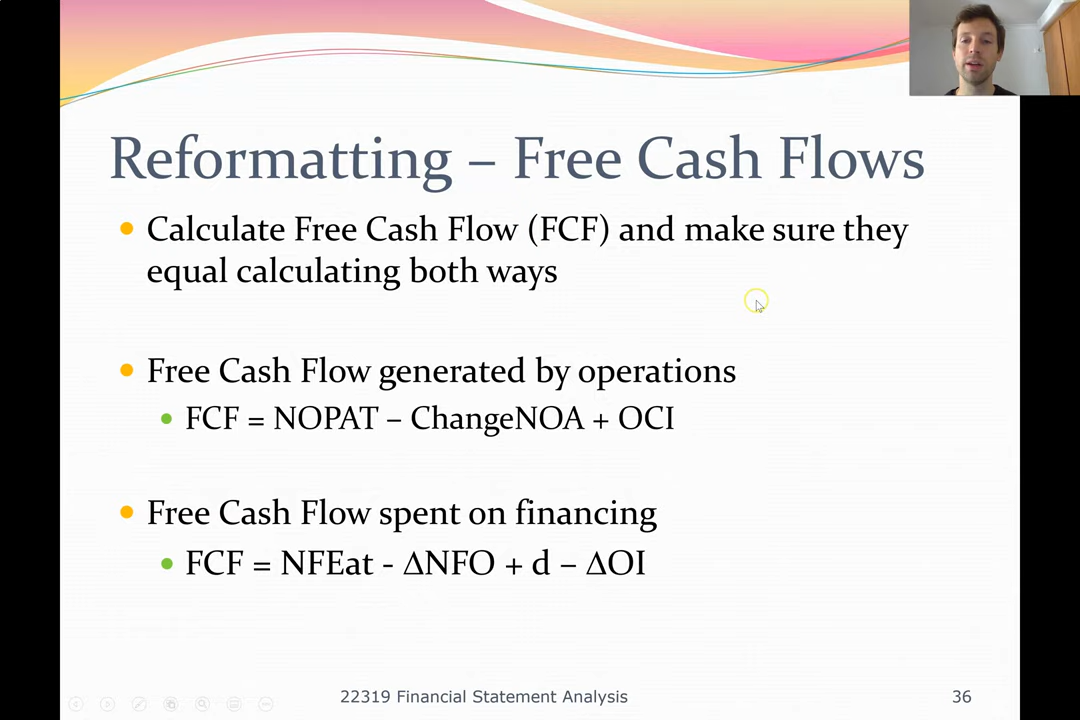 Reformatting – Free Cash Flows
Calculate Free Cash Flow (FCF) and make sure they
equal calculating both ways
Free Cash Flow generated by operations
FCF = NOPAT – ChangeNOA + OCI
Free Cash Flow spent on financing
FCF = NFEat - ΔNFO + d – ΔOI
22319 Financial Statement Analysis
36